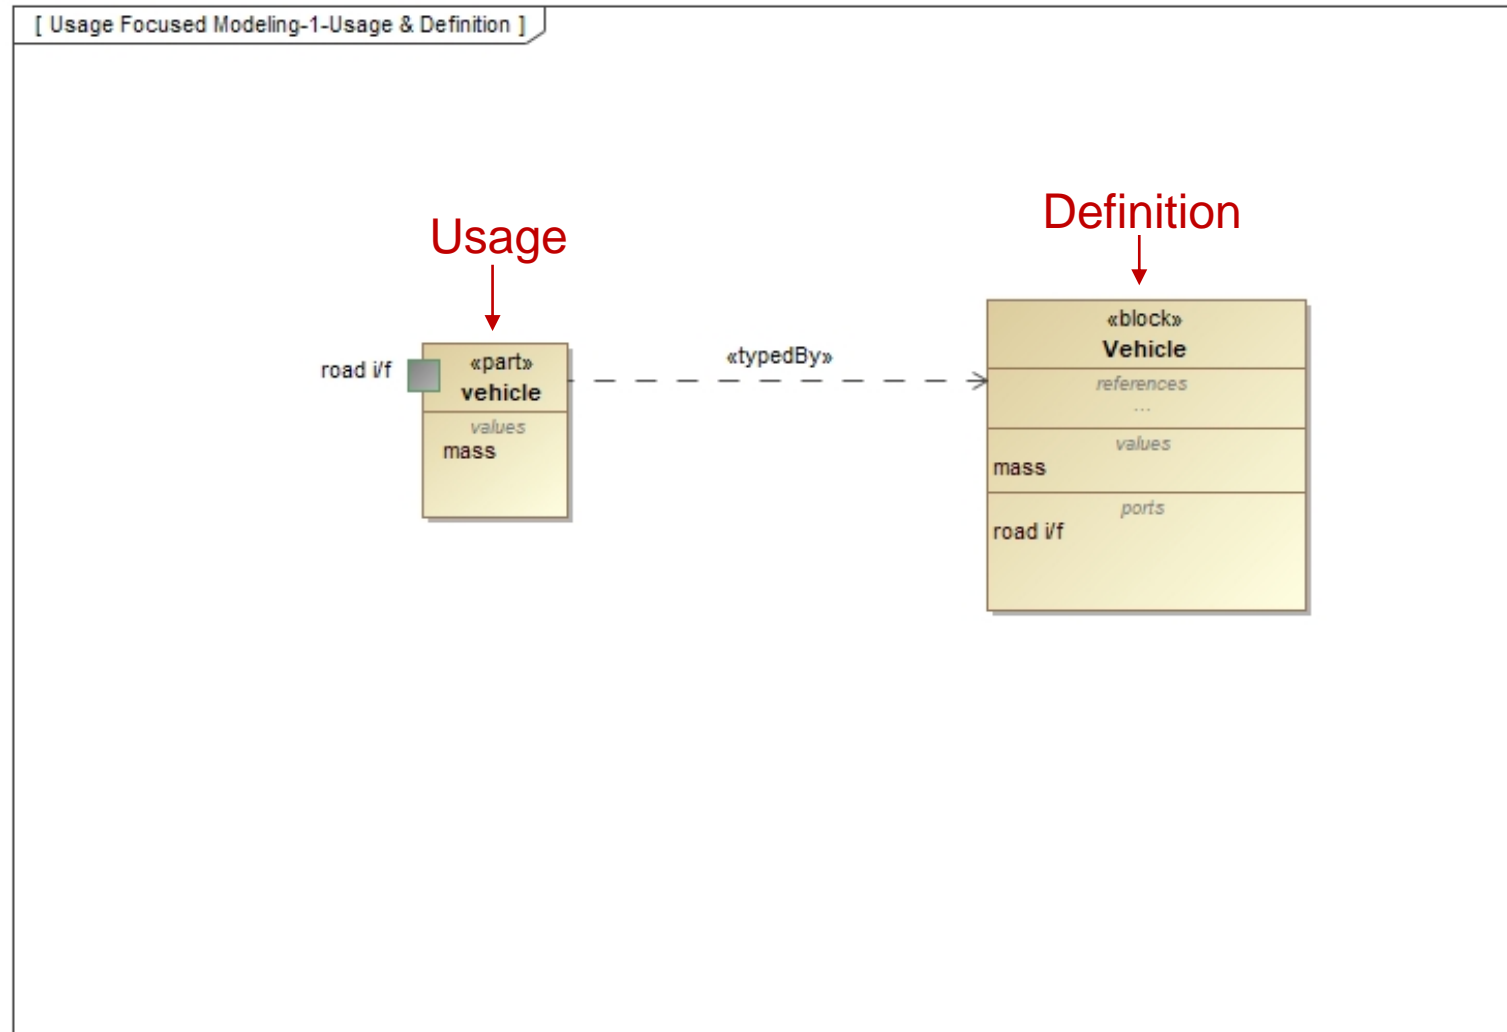 [ Usage Focused Modeling-1-Usage & Definition ]
Usage
Definition
road i/f
«part»
vehicle
values
mass
«typedBy»
«block»
Vehicle
references
...
values
mass
ports
road i/f